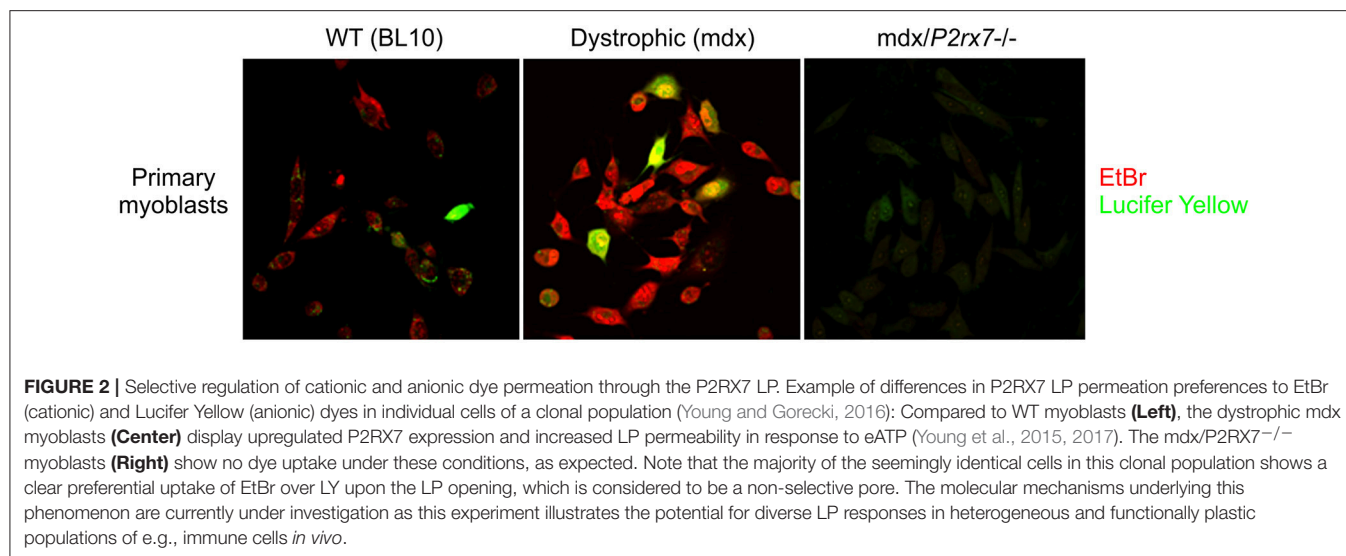 WT (BL10) Dystrophic (mdx) mdx/P2rx7-/-
Primary
myoblasts
EtBr
Lucifer Yellow
FIGURE 2 | Selective regulation of cationic and anionic dye permeation through the P2RX7 LP. Example of differences in P2RX7 LP permeation preferences to EtBr
(cationic) and Lucifer Yellow (anionic) dyes in individual cells of a clonal population (Young and Gorecki, 2016): Compared to WT myoblasts (Left), the dystrophic mdx
myoblasts (Center) display upregulated P2RX7 expression and increased LP permeability in response to eATP (Young et al., 2015, 2017). The mdx/P2RX7−/−
myoblasts (Right) show no dye uptake under these conditions, as expected. Note that the majority of the seemingly identical cells in this clonal population shows a
clear preferential uptake of EtBr over LY upon the LP opening, which is considered to be a non-selective pore. The molecular mechanisms underlying this
phenomenon are currently under investigation as this experiment illustrates the potential for diverse LP responses in heterogeneous and functionally plastic
populations of e.g., immune cells in vivo.